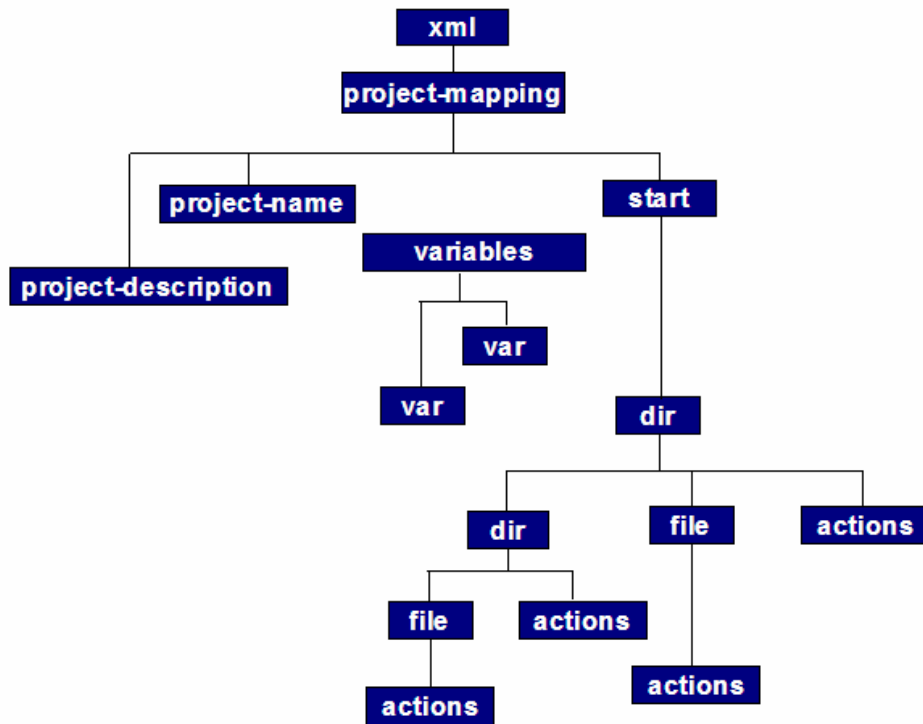 xml
project-mapping
project-name
start
variables
project-description
var
var
dir
dir
file
actions
file
actions
actions
actions